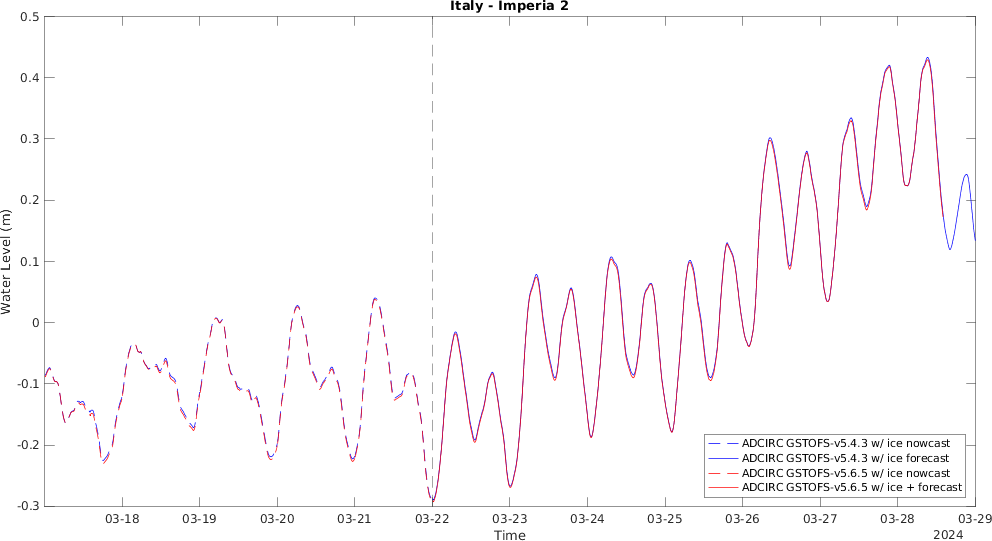 Italy - Imperia 2
0.5
0.4
0.3
0.2
0.1
0
-0.1
-0.2
-0.3
Water Level (m)
ADCIRC GSTOFS-v5.4.3 w/ ice nowcast
ADCIRC GSTOFS-v5.4.3 w/ ice forecast
ADCIRC GSTOFS-v5.6.5 w/ ice nowcast
ADCIRC GSTOFS-v5.6.5 w/ ice + forecast
03-18 03-19 03-20 03-21 03-22 03-23 03-24 03-25 03-26 03-27 03-28 03-29
Time
2024